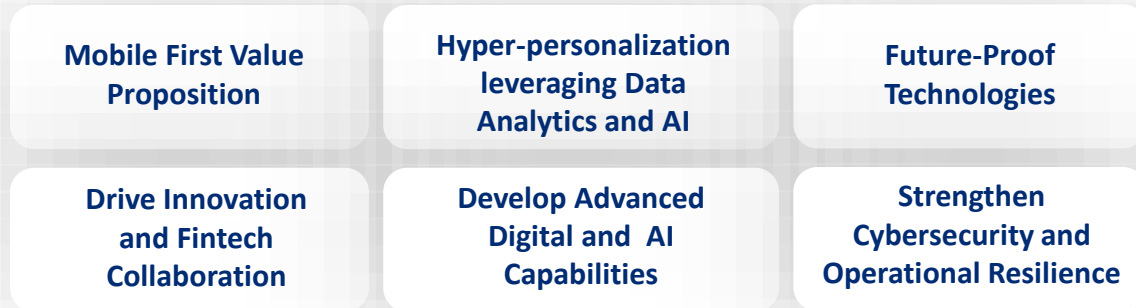 Mobile First Value
Proposition
Hyper-personalization
leveraging Data
Analytics and AI
Future-Proof
Technologies
Drive Innovation
and Fintech
Collaboration
Develop Advanced
Digital and  AI
Capabilities
Strengthen
Cybersecurity and
Operational Resilience